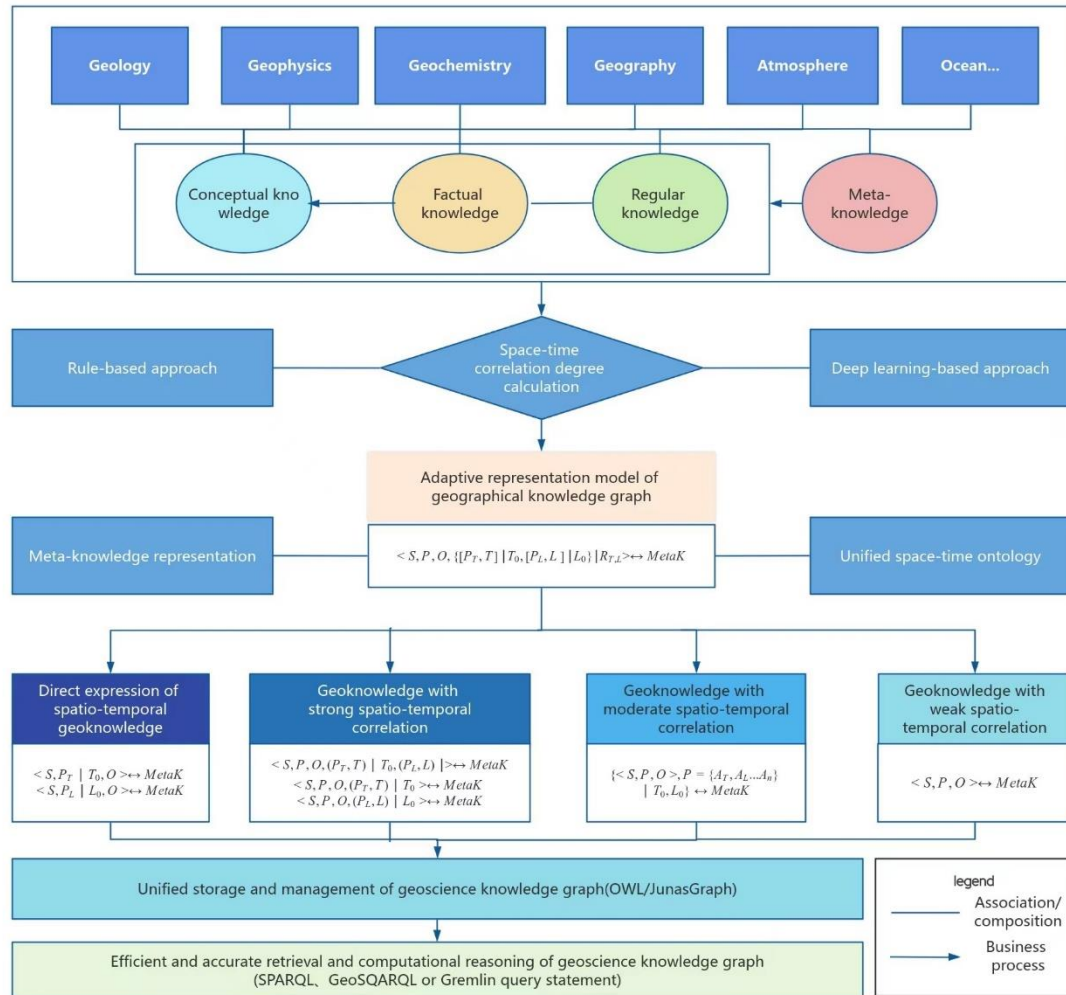 Geology
Geophysics
Geochemistry
Geography
Atmosphere
Ocean...
Conceptual kno
wledge
Factual
knowledge
Regular
knowledge
Meta-
knowledge
Rule-based approach
Space-time
correlation degree
calculation
Deep learning-based approach
Adaptive representation model of
geographical knowledge graph
Meta-knowledge representation
< S, P, O, {[P_T, T] | T_0, [P_L, L] | L_0} | R_{T,L} >↔ MetaK
Unified space-time ontology
Direct expression of
spatio-temporal
geoknowledge
< S, P_T | T_0, O >↔ MetaK
< S, P_L | L_0, O >↔ MetaK
Geoknowledge with
strong spatio-temporal
correlation
< S, P, O, (P_T, T) | T_0, (P_L, L) |>↔ MetaK
< S, P, O, (P_T, T) | T_0 >↔ MetaK
< S, P, O, (P_L, L) | L_0 >↔ MetaK
Geoknowledge with
moderate spatio-temporal
correlation
{< S, P, O >, P = {A_T, A_L...A_n}
| T_0, L_0} ↔ MetaK
Geoknowledge with
weak spatio-
temporal correlation
< S, P, O >↔ MetaK
Unified storage and management of geoscience knowledge graph(OWL/JunasGraph)
Efficient and accurate retrieval and computational reasoning of geoscience knowledge graph
(SPARQL、GeoSQARQL or Gremlin query statement)
legend
Association/
composition
Business
process